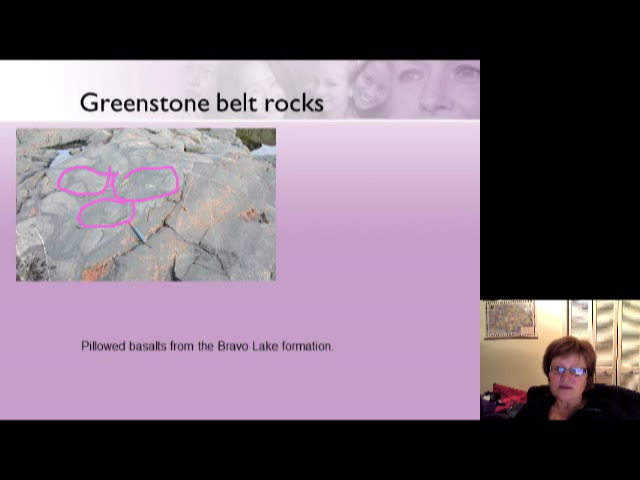 Greenstone belt rocks
Pillowed basalts from the Bravo Lake formation.